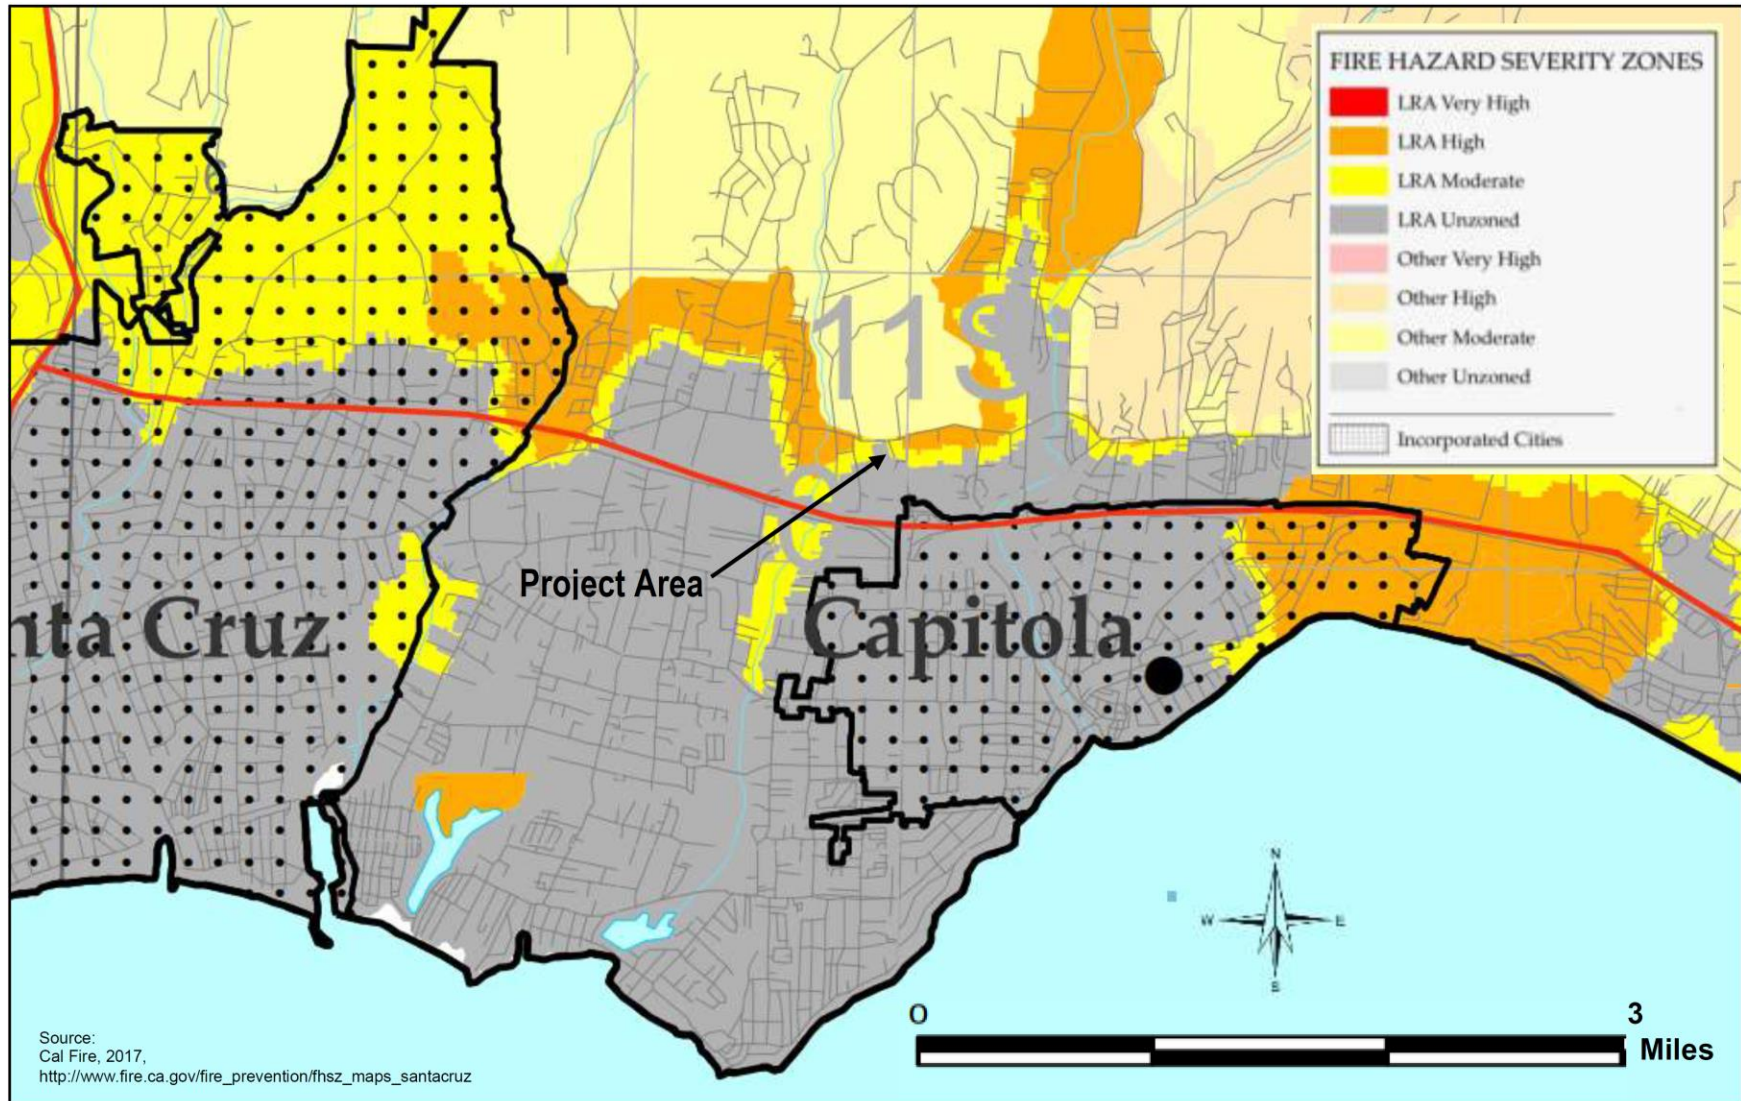 FIRE HAZARD SEVERITY ZONES
LRA Very High
LRA High
LRA Moderate
LRA Unzoned
Other Very High
Other High
Other Moderate
Other Unzoned
Incorporated Cities
11S
Project Area
nta Cruz
Capitola
N
W
E
S
0
3
Miles
Source:
Cal Fire, 2017,
http://www.fire.ca.gov/fire_prevention/fhsz_maps_santacruz